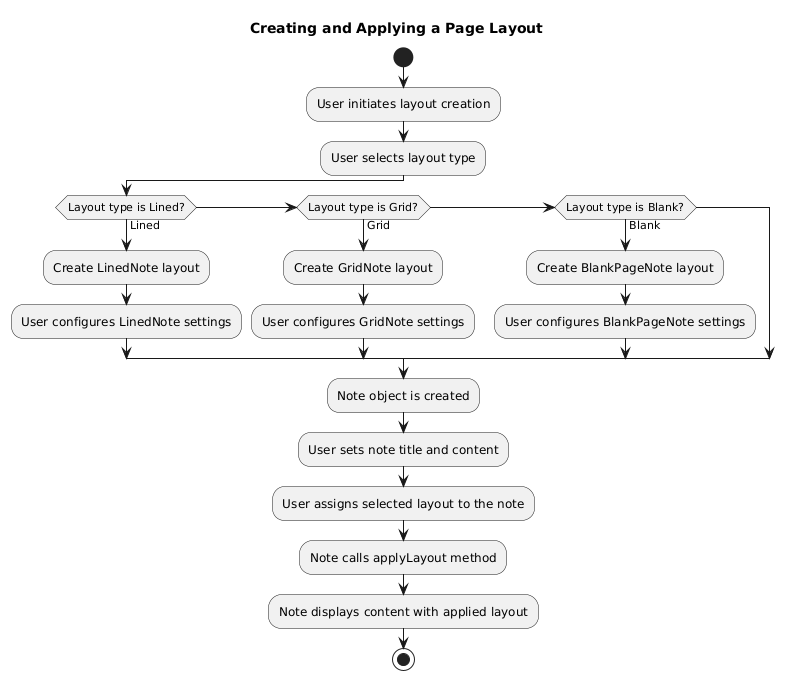 Creating and Applying a Page Layout
User initiates layout creation
User selects layout type
Layout type is Lined?
Layout type is Grid?
Layout type is Blank?
Lined
Grid
Blank
Create LinedNote layout
Create GridNote layout
Create BlankPageNote layout
User configures LinedNote settings
User configures GridNote settings
User configures BlankPageNote settings
Note object is created
User sets note title and content
User assigns selected layout to the note
Note calls applyLayout method
Note displays content with applied layout